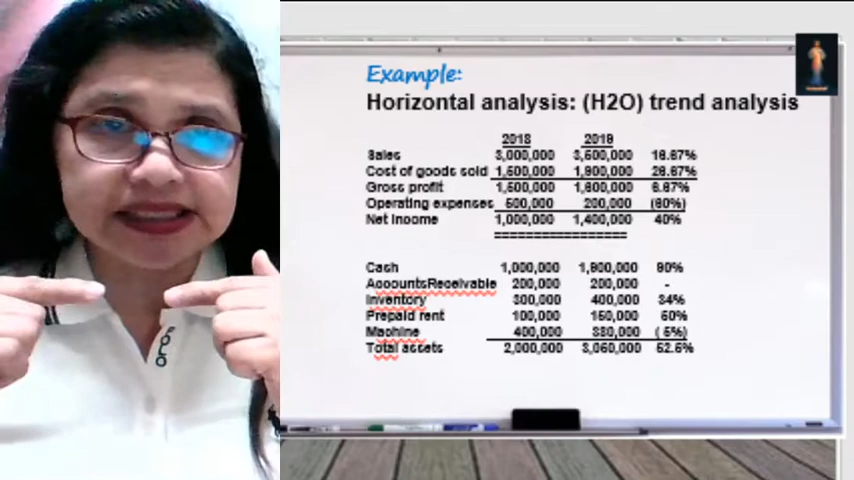 Example:
Horizontal analysis: (H2O) trend analysis
2018 2019
Sales 3,000,000 3,500,000 16.67%
Cost of goods sold 1,500,000 1,900,000 26.67%
Gross profit 1,500,000 1,600,000 6.67%
Operating expenses 500,000 200,000 (60%)
Net Income 1,000,000 1,400,000 40%
=================
Cash 1,000,000 1,900,000 90%
AccountsReceivable 200,000 200,000 -
Inventory 300,000 400,000 34%
Prepaid rent 100,000 150,000 50%
Machine 400,000 380,000 ( 5%)
Total assets 2,000,000 3,050,000 52.5%